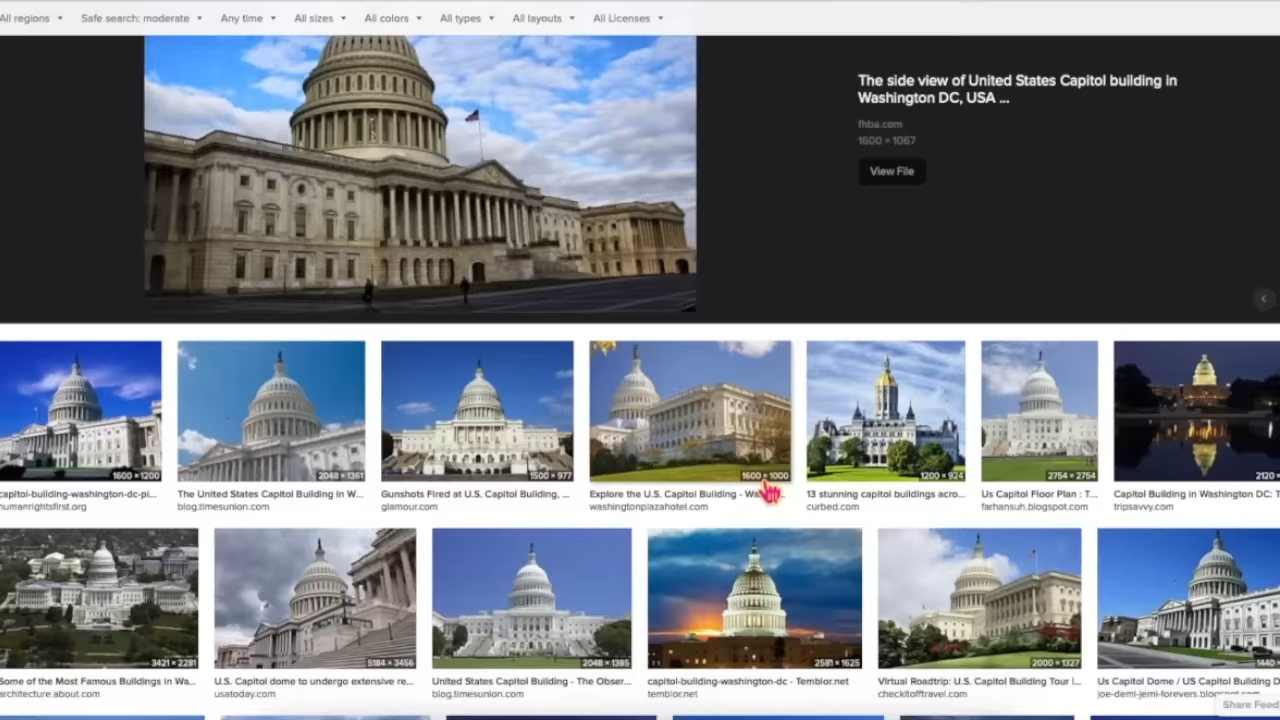 All regions
Safe search: moderate
Any time
All sizes
All colors
All types
All layouts
All Licenses
The side view of United States Capitol building in
Washington DC, USA ...
fhba.com
1600 × 1067
View File
1600 × 1200
2048 × 1361
1500 × 977
1600 × 1000
1200 × 924
2754 × 2754
2120 ×
capitol-building-washington-dc-pi...
The United States Capitol Building in W...
Gunshots Fired at U.S. Capitol Building, ...
Explore the U.S. Capitol Building - Wa
13 stunning capitol buildings acro...
Us Capitol Floor Plan : T...
Capitol Building in Washington DC: T
humanrightsfirst.org
blog.timesunion.com
glamour.com
washingtonplazahotel.com
curbed.com
farhansuh.blogspot.com
tripsavvy.com
3421 × 2281
5184 × 3456
2048 × 1365
2581 × 1625
2000 × 1327
1440 ×
Some of the Most Famous Buildings in Wa...
U.S. Capitol dome to undergo extensive re...
United States Capitol Building - The Obser...
capitol-building-washington-dc - Temblor.net
Virtual Roadtrip: U.S. Capitol Building Tour |...
Us Capitol Dome / US Capitol Building D
architecture.about.com
usatoday.com
blog.timesunion.com
temblor.net
checkitofftravel.com
joe-demi-jemi-forevers.blogspot.com
Share Feed